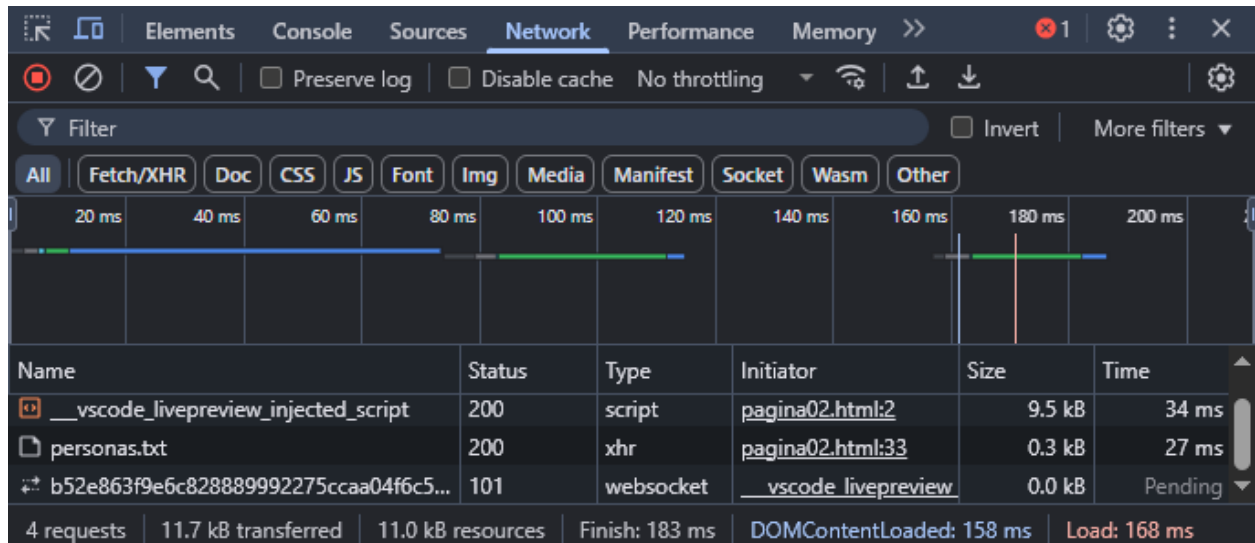 Elements Console Sources Network Performance Memory >> 1
Preserve log Disable cache No throttling
Filter Invert More filters
All Fetch/XHR Doc CSS JS Font Img Media Manifest Socket Wasm Other
20 ms 40 ms 60 ms 80 ms 100 ms 120 ms 140 ms 160 ms 180 ms 200 ms
Name Status Type Initiator Size Time
__vscode_livepreview_injected_script 200 script pagina02.html:2 9.5 kB 34 ms
personas.txt 200 xhr pagina02.html:33 0.3 kB 27 ms
b52e863f9e6c828889992275ccaa04f6c5... 101 websocket __vscode_livepreview 0.0 kB Pending
4 requests 11.7 kB transferred 11.0 kB resources Finish: 183 ms DOMContentLoaded: 158 ms Load: 168 ms